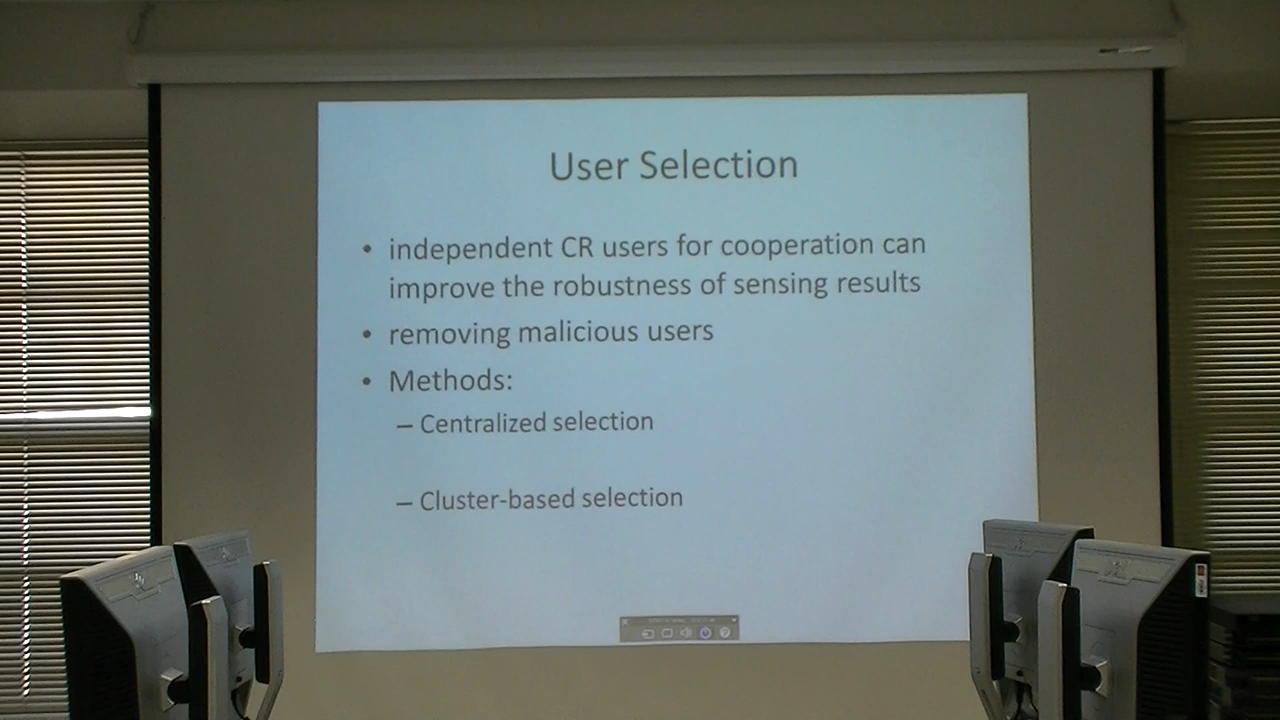 User Selection
• independent CR users for cooperation can
improve the robustness of sensing results
• removing malicious users
• Methods:
– Centralized selection
– Cluster-based selection